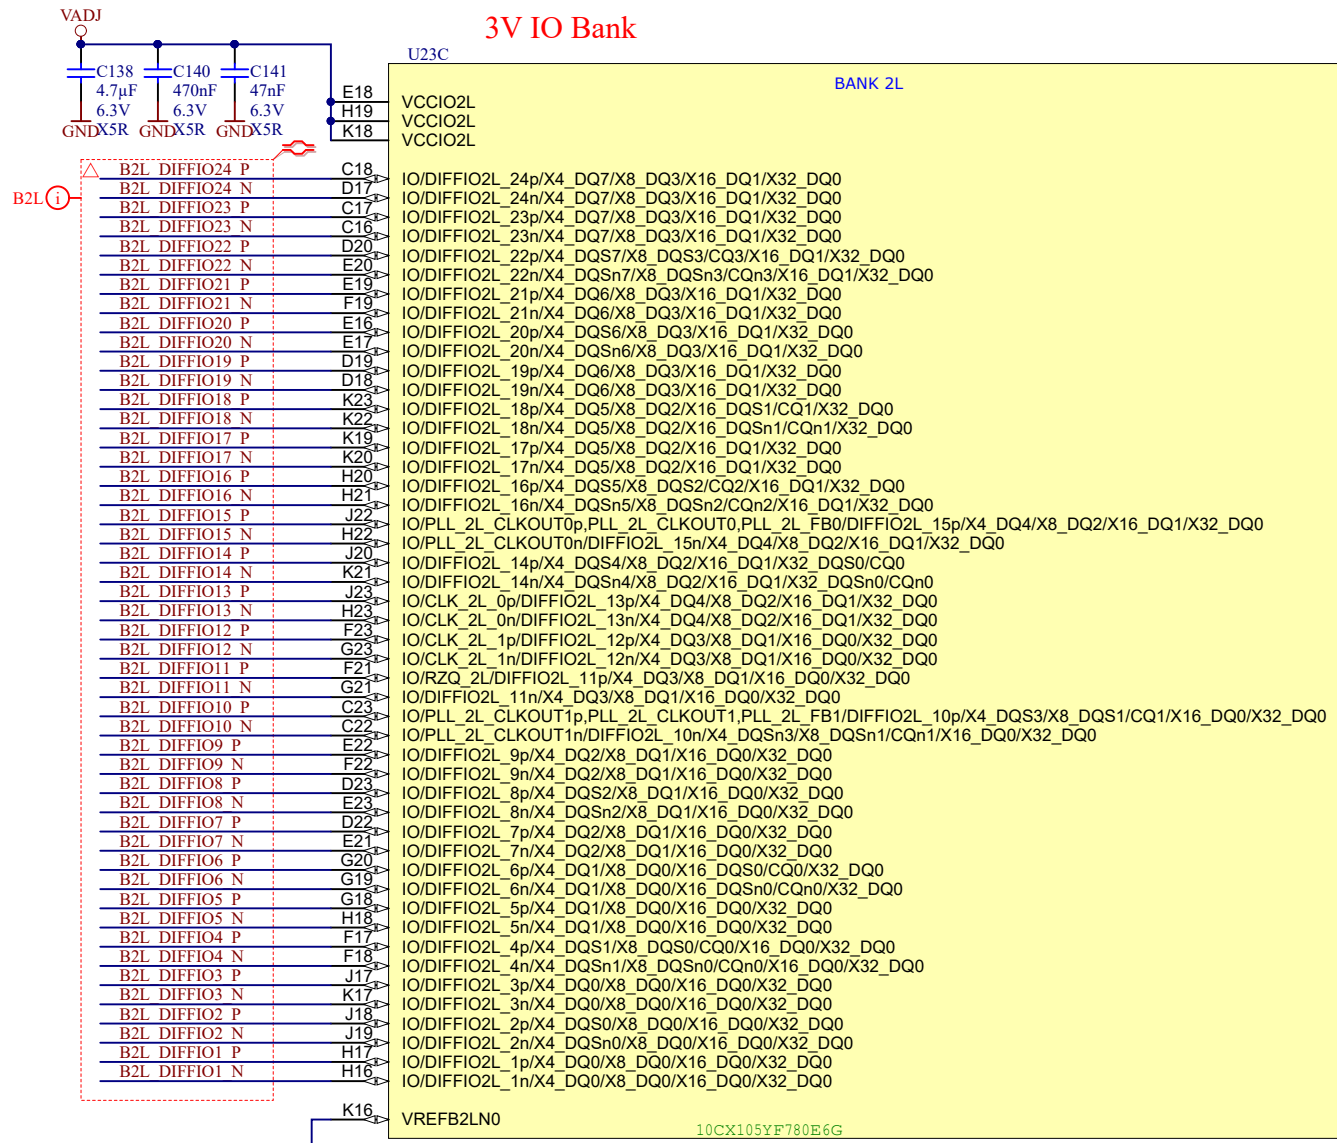 VADJ
3V IO Bank
U23C
BANK 2L
C138 C140 C141
4.7µF 470nF 47nF
6.3V 6.3V 6.3V
X5R X5R X5R
GND GND GND
E18 VCCIO2L
H19 VCCIO2L
K18 VCCIO2L
B2L i
B2L_DIFFIO24_P C18 IO/DIFFIO2L_24p/X4_DQ7/X8_DQ3/X16_DQ1/X32_DQ0
B2L_DIFFIO24_N D17 IO/DIFFIO2L_24n/X4_DQ7/X8_DQ3/X16_DQ1/X32_DQ0
B2L_DIFFIO23_P C17 IO/DIFFIO2L_23p/X4_DQ7/X8_DQ3/X16_DQ1/X32_DQ0
B2L_DIFFIO23_N C16 IO/DIFFIO2L_23n/X4_DQ7/X8_DQ3/X16_DQ1/X32_DQ0
B2L_DIFFIO22_P D20 IO/DIFFIO2L_22p/X4_DQS7/X8_DQS3/CQ3/X16_DQ1/X32_DQ0
B2L_DIFFIO22_N E20 IO/DIFFIO2L_22n/X4_DQSn7/X8_DQSn3/CQn3/X16_DQ1/X32_DQ0
B2L_DIFFIO21_P E19 IO/DIFFIO2L_21p/X4_DQ6/X8_DQ3/X16_DQ1/X32_DQ0
B2L_DIFFIO21_N F19 IO/DIFFIO2L_21n/X4_DQ6/X8_DQ3/X16_DQ1/X32_DQ0
B2L_DIFFIO20_P E16 IO/DIFFIO2L_20p/X4_DQS6/X8_DQ3/X16_DQ1/X32_DQ0
B2L_DIFFIO20_N E17 IO/DIFFIO2L_20n/X4_DQSn6/X8_DQ3/X16_DQ1/X32_DQ0
B2L_DIFFIO19_P D19 IO/DIFFIO2L_19p/X4_DQ6/X8_DQ3/X16_DQ1/X32_DQ0
B2L_DIFFIO19_N D18 IO/DIFFIO2L_19n/X4_DQ6/X8_DQ3/X16_DQ1/X32_DQ0
B2L_DIFFIO18_P K23 IO/DIFFIO2L_18p/X4_DQ5/X8_DQ2/X16_DQS1/CQ1/X32_DQ0
B2L_DIFFIO18_N K22 IO/DIFFIO2L_18n/X4_DQ5/X8_DQ2/X16_DQSn1/CQn1/X32_DQ0
B2L_DIFFIO17_P K19 IO/DIFFIO2L_17p/X4_DQ5/X8_DQ2/X16_DQ1/X32_DQ0
B2L_DIFFIO17_N K20 IO/DIFFIO2L_17n/X4_DQ5/X8_DQ2/X16_DQ1/X32_DQ0
B2L_DIFFIO16_P H20 IO/DIFFIO2L_16p/X4_DQS5/X8_DQS2/CQ2/X16_DQ1/X32_DQ0
B2L_DIFFIO16_N H21 IO/DIFFIO2L_16n/X4_DQSn5/X8_DQSn2/CQn2/X16_DQ1/X32_DQ0
B2L_DIFFIO15_P J22 IO/PLL_2L_CLKOUT0p,PLL_2L_CLKOUT0,PLL_2L_FB0/DIFFIO2L_15p/X4_DQ4/X8_DQ2/X16_DQ1/X32_DQ0
B2L_DIFFIO15_N H22 IO/PLL_2L_CLKOUT0n/DIFFIO2L_15n/X4_DQ4/X8_DQ2/X16_DQ1/X32_DQ0
B2L_DIFFIO14_P J20 IO/DIFFIO2L_14p/X4_DQS4/X8_DQ2/X16_DQ1/X32_DQS0/CQ0
B2L_DIFFIO14_N K21 IO/DIFFIO2L_14n/X4_DQSn4/X8_DQ2/X16_DQ1/X32_DQSn0/CQn0
B2L_DIFFIO13_P J23 IO/CLK_2L_0p/DIFFIO2L_13p/X4_DQ4/X8_DQ2/X16_DQ1/X32_DQ0
B2L_DIFFIO13_N H23 IO/CLK_2L_0n/DIFFIO2L_13n/X4_DQ4/X8_DQ2/X16_DQ1/X32_DQ0
B2L_DIFFIO12_P F23 IO/CLK_2L_1p/DIFFIO2L_12p/X4_DQ3/X8_DQ1/X16_DQ0/X32_DQ0
B2L_DIFFIO12_N G23 IO/CLK_2L_1n/DIFFIO2L_12n/X4_DQ3/X8_DQ1/X16_DQ0/X32_DQ0
B2L_DIFFIO11_P F21 IO/RZQ_2L/DIFFIO2L_11p/X4_DQ3/X8_DQ1/X16_DQ0/X32_DQ0
B2L_DIFFIO11_N G21 IO/DIFFIO2L_11n/X4_DQ3/X8_DQ1/X16_DQ0/X32_DQ0
B2L_DIFFIO10_P C23 IO/PLL_2L_CLKOUT1p,PLL_2L_CLKOUT1,PLL_2L_FB1/DIFFIO2L_10p/X4_DQS3/X8_DQS1/CQ1/X16_DQ0/X32_DQ0
B2L_DIFFIO10_N C22 IO/PLL_2L_CLKOUT1n/DIFFIO2L_10n/X4_DQSn3/X8_DQSn1/CQn1/X16_DQ0/X32_DQ0
B2L_DIFFIO9_P E22 IO/DIFFIO2L_9p/X4_DQ2/X8_DQ1/X16_DQ0/X32_DQ0
B2L_DIFFIO9_N F22 IO/DIFFIO2L_9n/X4_DQ2/X8_DQ1/X16_DQ0/X32_DQ0
B2L_DIFFIO8_P D23 IO/DIFFIO2L_8p/X4_DQS2/X8_DQ1/X16_DQ0/X32_DQ0
B2L_DIFFIO8_N E23 IO/DIFFIO2L_8n/X4_DQSn2/X8_DQ1/X16_DQ0/X32_DQ0
B2L_DIFFIO7_P D22 IO/DIFFIO2L_7p/X4_DQ2/X8_DQ1/X16_DQ0/X32_DQ0
B2L_DIFFIO7_N E21 IO/DIFFIO2L_7n/X4_DQ2/X8_DQ1/X16_DQ0/X32_DQ0
B2L_DIFFIO6_P G20 IO/DIFFIO2L_6p/X4_DQ1/X8_DQ0/X16_DQS0/CQ0/X32_DQ0
B2L_DIFFIO6_N G19 IO/DIFFIO2L_6n/X4_DQ1/X8_DQ0/X16_DQSn0/CQn0/X32_DQ0
B2L_DIFFIO5_P G18 IO/DIFFIO2L_5p/X4_DQ1/X8_DQ0/X16_DQ0/X32_DQ0
B2L_DIFFIO5_N H18 IO/DIFFIO2L_5n/X4_DQ1/X8_DQ0/X16_DQ0/X32_DQ0
B2L_DIFFIO4_P F17 IO/DIFFIO2L_4p/X4_DQS1/X8_DQS0/CQ0/X16_DQ0/X32_DQ0
B2L_DIFFIO4_N F18 IO/DIFFIO2L_4n/X4_DQSn1/X8_DQSn0/CQn0/X16_DQ0/X32_DQ0
B2L_DIFFIO3_P J17 IO/DIFFIO2L_3p/X4_DQ0/X8_DQ0/X16_DQ0/X32_DQ0
B2L_DIFFIO3_N K17 IO/DIFFIO2L_3n/X4_DQ0/X8_DQ0/X16_DQ0/X32_DQ0
B2L_DIFFIO2_P J18 IO/DIFFIO2L_2p/X4_DQS0/X8_DQ0/X16_DQ0/X32_DQ0
B2L_DIFFIO2_N J19 IO/DIFFIO2L_2n/X4_DQSn0/X8_DQ0/X16_DQ0/X32_DQ0
B2L_DIFFIO1_P H17 IO/DIFFIO2L_1p/X4_DQ0/X8_DQ0/X16_DQ0/X32_DQ0
B2L_DIFFIO1_N H16 IO/DIFFIO2L_1n/X4_DQ0/X8_DQ0/X16_DQ0/X32_DQ0
K16 VREFB2LN0
10CX105YF780E6G